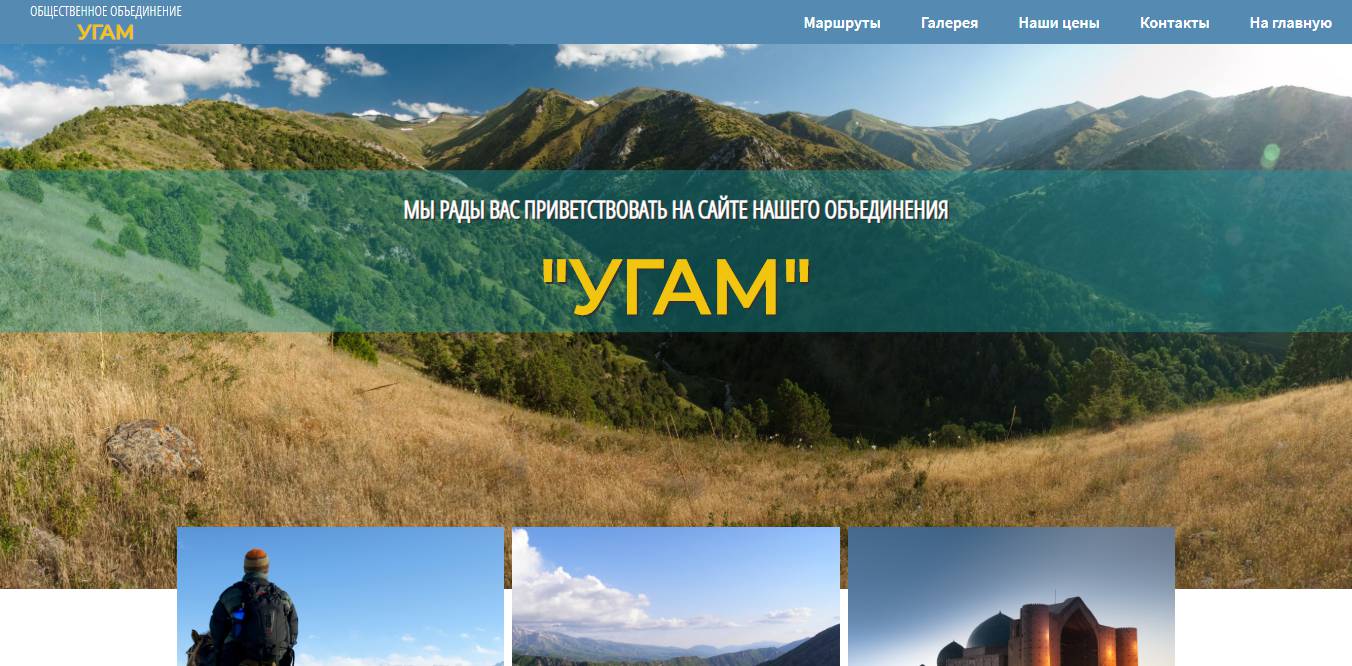 ОБЩЕСТВЕННОЕ ОБЪЕДИНЕНИЕ
УГАМ
Маршруты Галерея Наши цены Контакты На главную
МЫ РАДЫ ВАС ПРИВЕТСТВОВАТЬ НА САЙТЕ НАШЕГО ОБЪЕДИНЕНИЯ
"УГАМ"